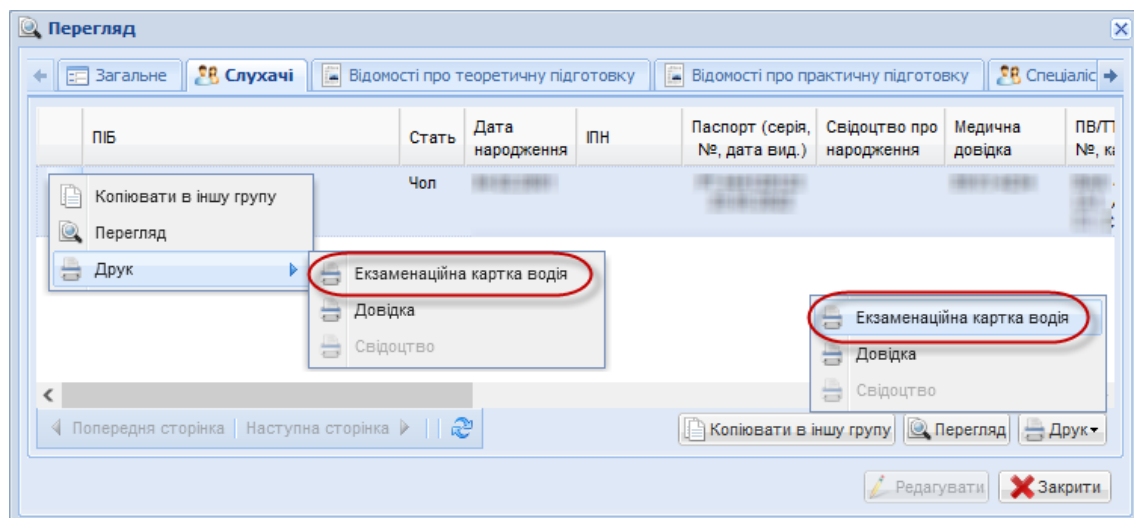 Перегляд
Загальне
Слухачі
Відомості про теоретичну підготовку
Відомості про практичну підготовку
Спеціаліс
ПІБ
Стать
Дата
народження
ІПН
Паспорт (серія,
№, дата вид.)
Свідоцтво про
народження
Медична
довідка
№, ка
Чол
Копіювати в іншу групу
Перегляд
Друк
Екзаменаційна картка водія
Довідка
Свідоцтво
Екзаменаційна картка водія
Довідка
Свідоцтво
Попередня сторінка
Наступна сторінка
Копіювати в іншу групу
Перегляд
Друк
Редагувати
Закрити